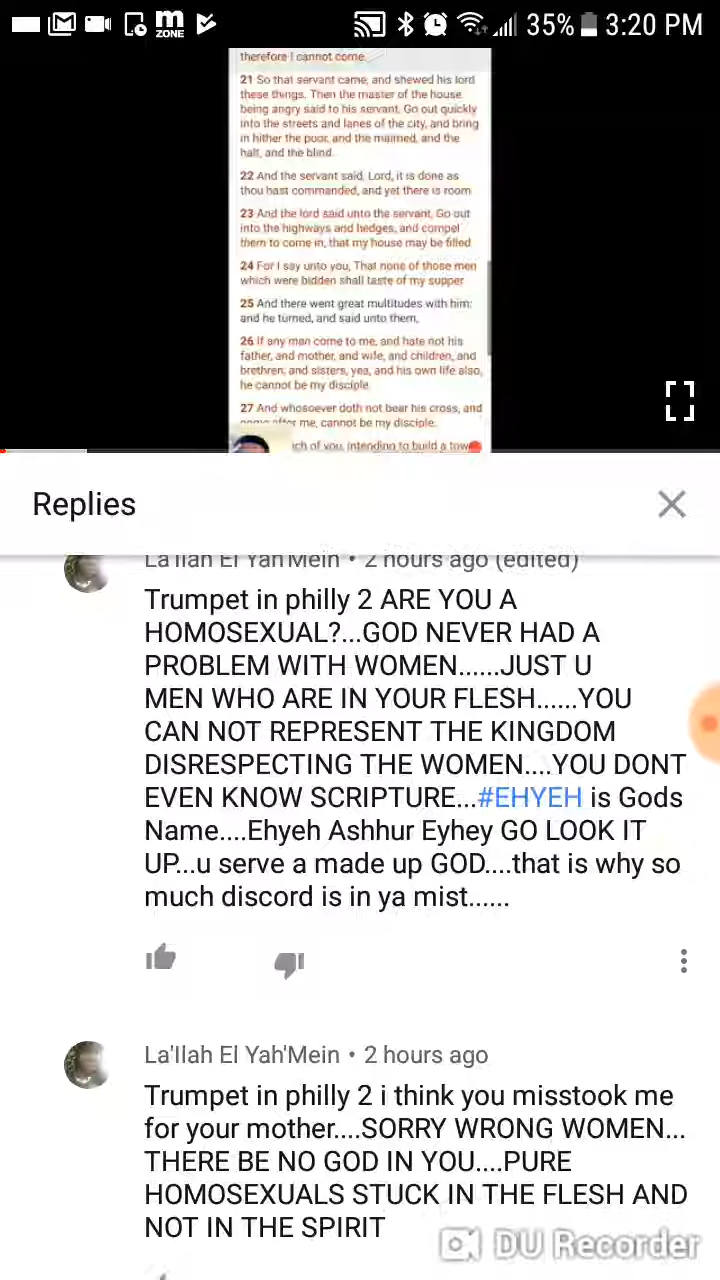 m
ZONE
35%
3:20 PM
therefore I cannot come.
21 So that servant came, and shewed his lord
these things. Then the master of the house
being angry said to his servant, Go out quickly
into the streets and lanes of the city, and bring
in hither the poor, and the maimed, and the
halt, and the blind.
22 And the servant said, Lord, it is done as
thou hast commanded, and yet there is room.
23 And the lord said unto the servant, Go out
into the highways and hedges, and compel
them to come in, that my house may be filled.
24 For I say unto you, That none of those men
which were bidden shall taste of my supper.
25 And there went great multitudes with him:
and he turned, and said unto them,
26 If any man come to me, and hate not his
father, and mother, and wife, and children, and
brethren, and sisters, yea, and his own life also,
he cannot be my disciple.
27 And whosoever doth not bear his cross, and
come after me, cannot be my disciple.
ich of you, intending to build a tow
Replies
La'Ilah El Yah'Mein • 2 hours ago (edited)
Trumpet in philly 2 ARE YOU A
HOMOSEXUAL?...GOD NEVER HAD A
PROBLEM WITH WOMEN......JUST U
MEN WHO ARE IN YOUR FLESH......YOU
CAN NOT REPRESENT THE KINGDOM
DISRESPECTING THE WOMEN....YOU DONT
EVEN KNOW SCRIPTURE...#EHYEH is Gods
Name....Ehyeh Ashhur Eyhey GO LOOK IT
UP...u serve a made up GOD....that is why so
much discord is in ya mist......
La'Ilah El Yah'Mein • 2 hours ago
Trumpet in philly 2 i think you misstook me
for your mother....SORRY WRONG WOMEN...
THERE BE NO GOD IN YOU....PURE
HOMOSEXUALS STUCK IN THE FLESH AND
NOT IN THE SPIRIT
DU Recorder